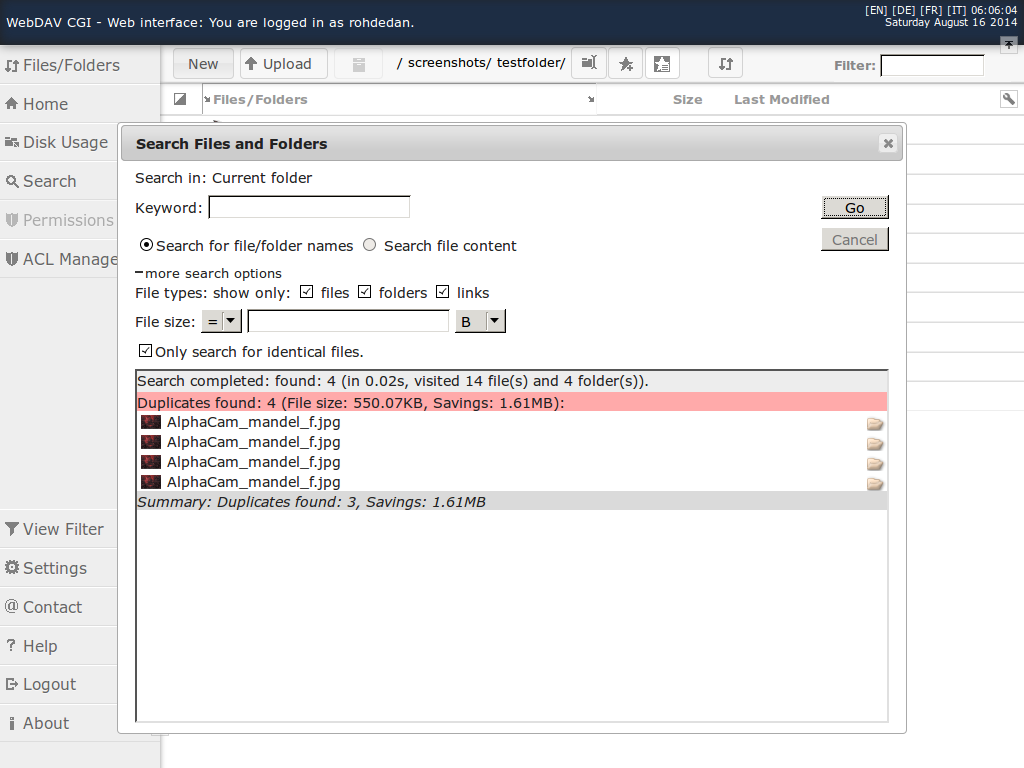 WebDAV CGI - Web interface: You are logged in as rohdedan.
[EN] [DE] [FR] [IT] 06:06:04
Saturday August 16 2014
Files/Folders
Home
Disk Usage
Search
Permissions
ACL Manage
View Filter
Settings
Contact
Help
Logout
About
New
Upload
/ screenshots/ testfolder/
Filter:
Files/Folders
Size
Last Modified
Search Files and Folders
Search in: Current folder
Keyword:
Go
Search for file/folder names
Search file content
Cancel
more search options
File types: show only: files folders links
File size: = B
Only search for identical files.
Search completed: found: 4 (in 0.02s, visited 14 file(s) and 4 folder(s)).
Duplicates found: 4 (File size: 550.07KB, Savings: 1.61MB):
AlphaCam_mandel_f.jpg
AlphaCam_mandel_f.jpg
AlphaCam_mandel_f.jpg
AlphaCam_mandel_f.jpg
Summary: Duplicates found: 3, Savings: 1.61MB